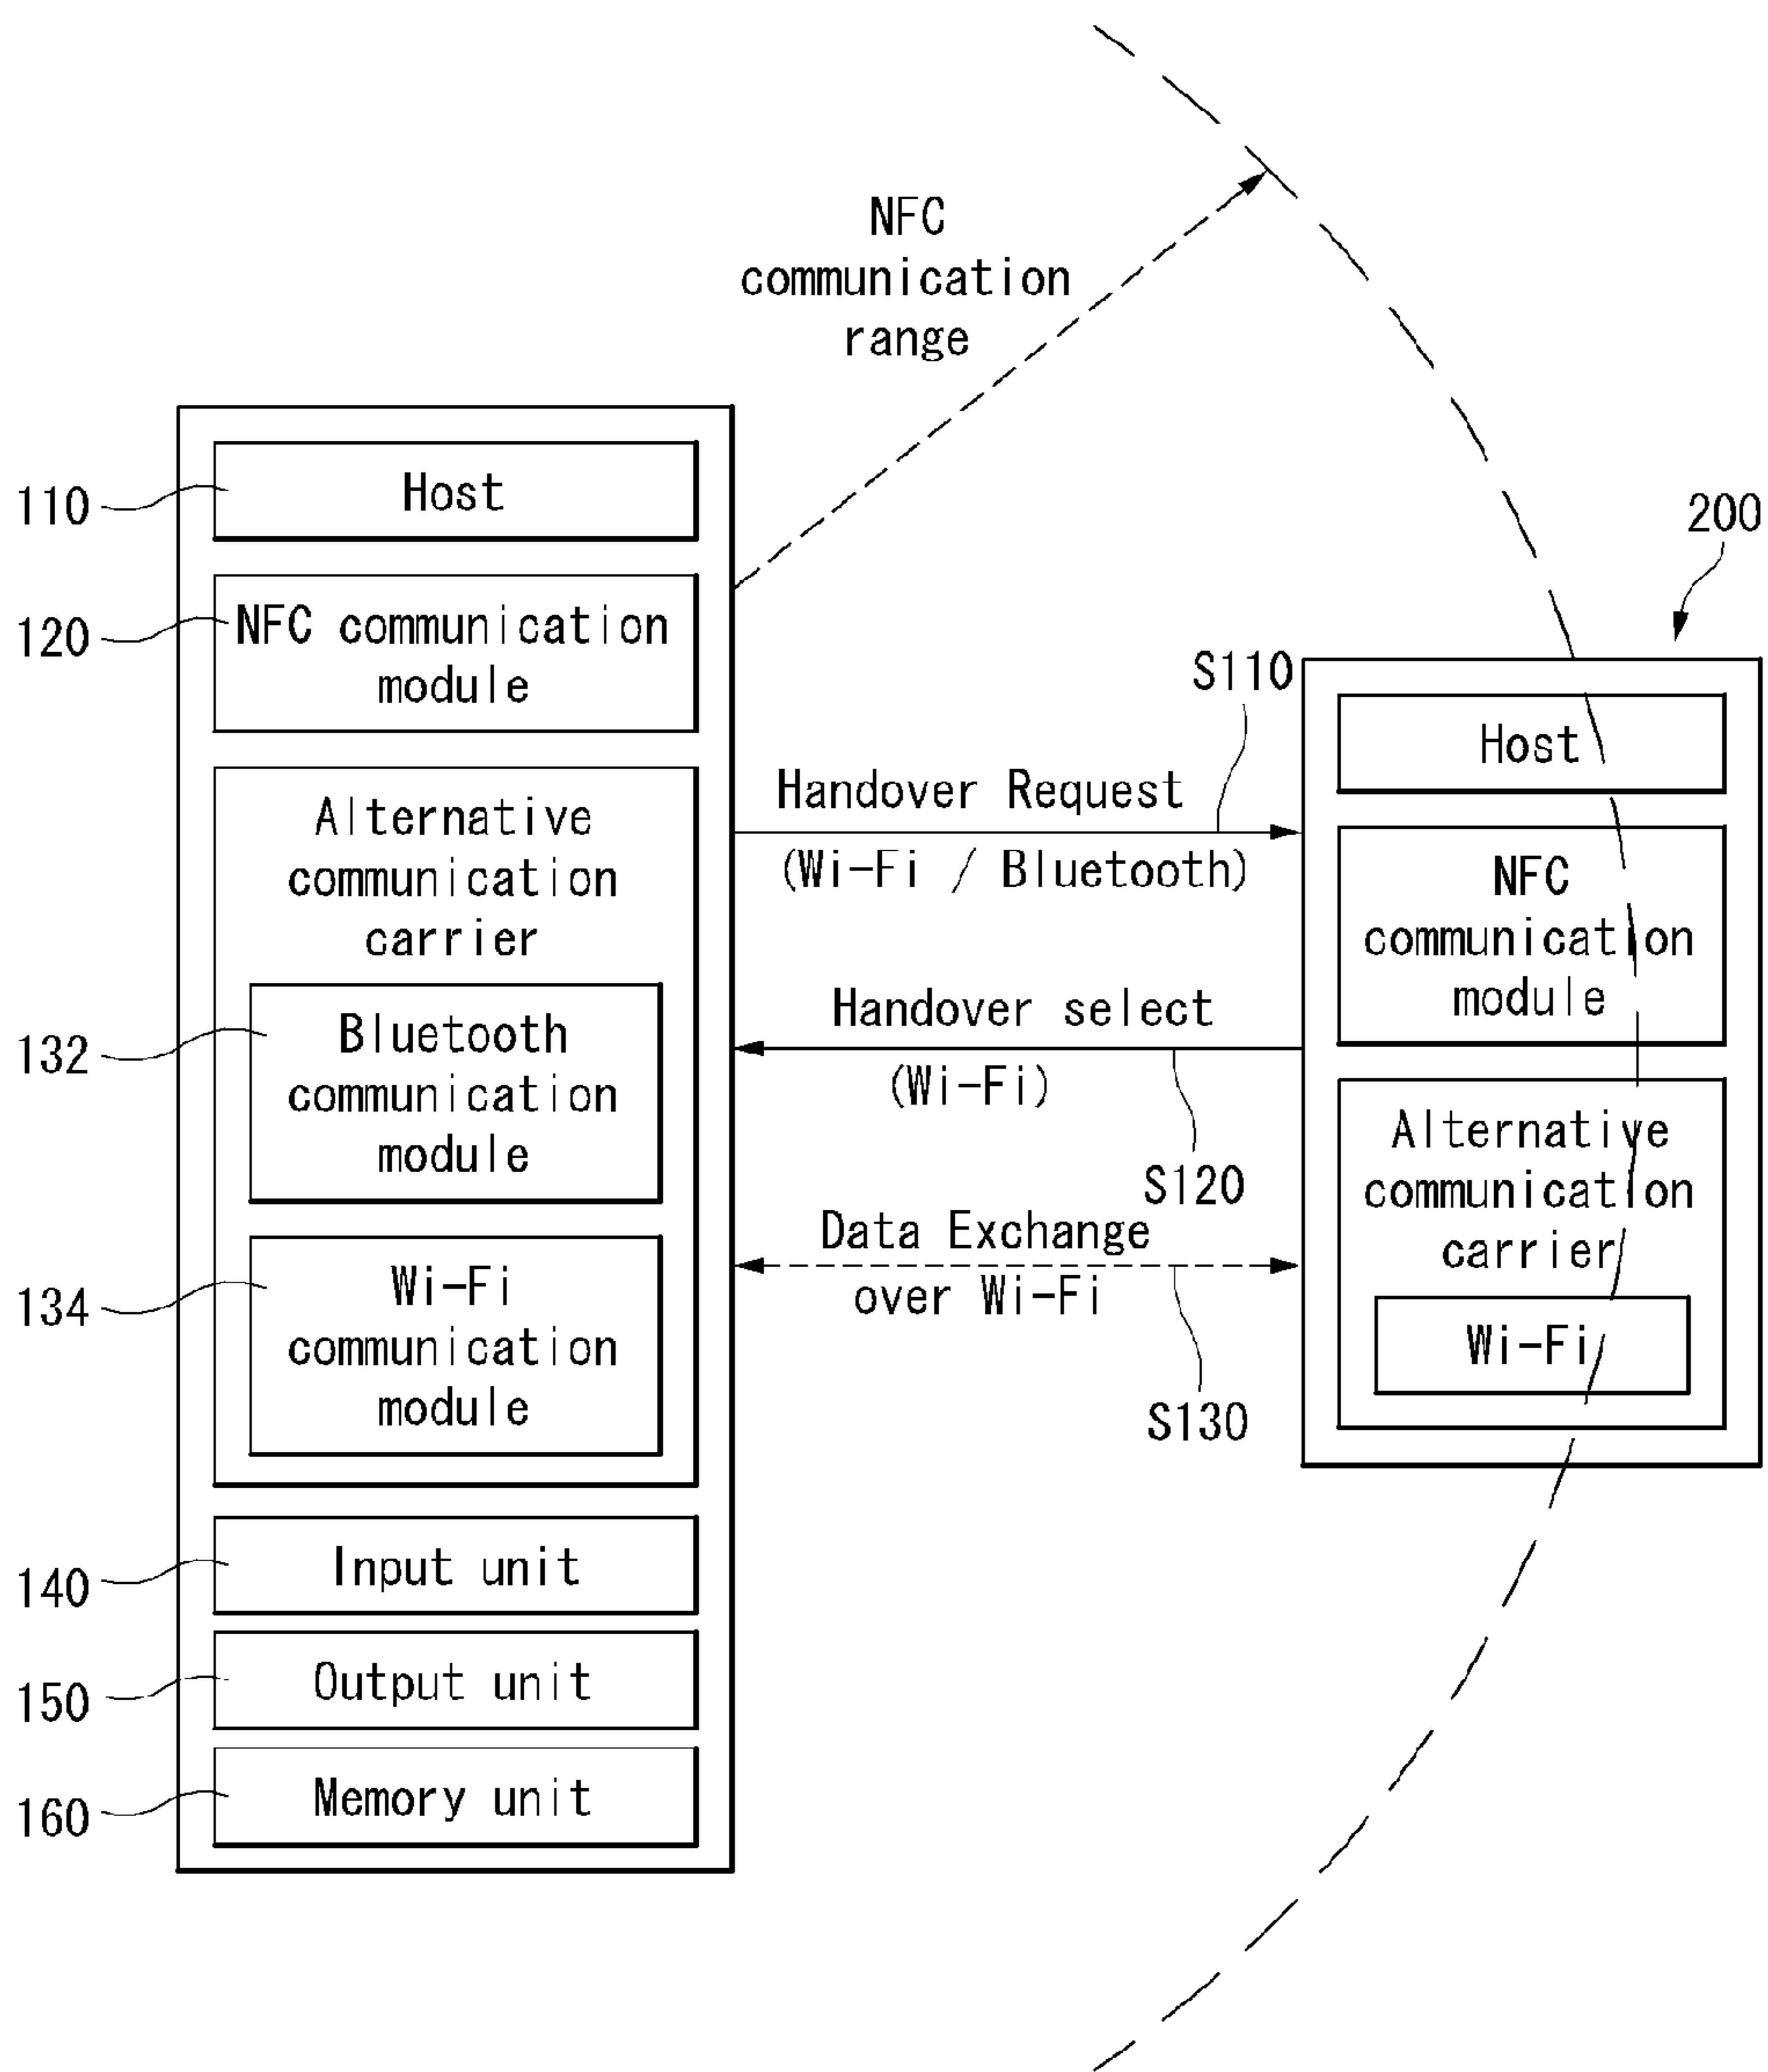 NFC
communication
range
110
Host
120
NFC communication
module
Alternative
communication
carrier
132
Bluetooth
communication
module
134
Wi-Fi
communication
module
140
Input unit
150
Output unit
160
Memory unit
S110
Handover Request
(Wi-Fi / Bluetooth)
Handover select
(Wi-Fi)
S120
Data Exchange
over Wi-Fi
S130
200
Host
NFC
communication
module
Alternative
communication
carrier
Wi-Fi